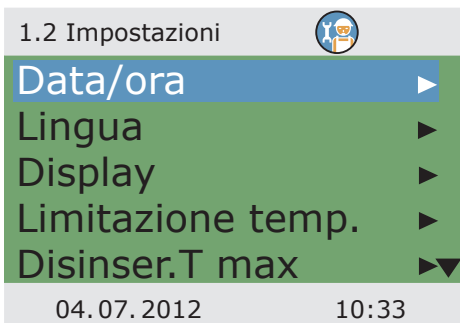 1.2 Impostazioni
Data/ora
Lingua
Display
Limitazione temp.
Disinser.T max
04.07.2012 10:33